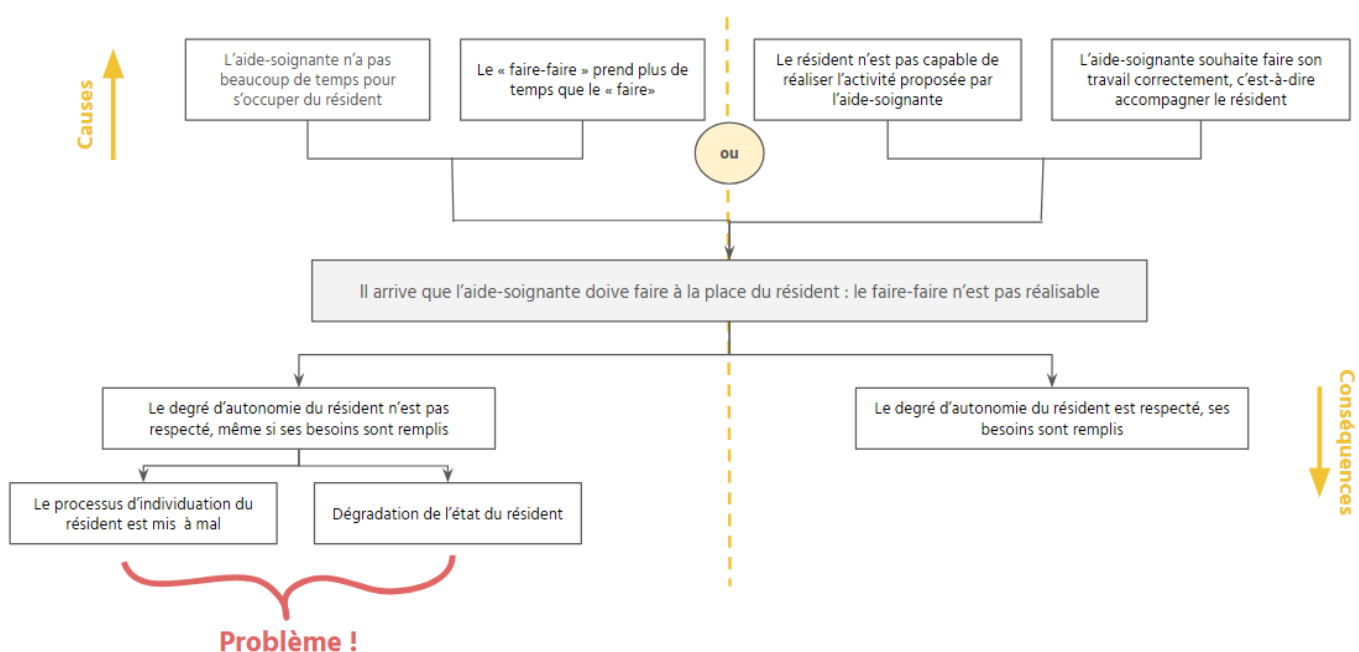 Causes
L'aide-soignante n'a pas
beaucoup de temps pour
s'occuper du résident
Le « faire-faire » prend plus de
temps que le « faire»
Le résident n'est pas capable de
réaliser l'activité proposée par
l'aide-soignante
L'aide-soignante souhaite faire son
travail correctement, c'est-à-dire
accompagner le résident
ou
Il arrive que l'aide-soignante doive faire à la place du résident : le faire-faire n'est pas réalisable
Le degré d'autonomie du résident n'est pas
respecté, même si ses besoins sont remplis
Le degré d'autonomie du résident est respecté, ses
besoins sont remplis
Conséquences
Le processus d'individuation du
résident est mis à mal
Dégradation de l'état du résident
Problème !